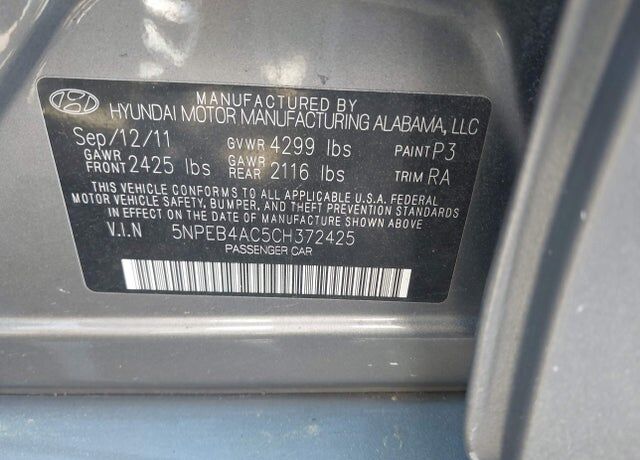 MANUFACTURED BY
HYUNDAI MOTOR MANUFACTURING ALABAMA, LLC
Sep/12/11 GVWR 4299 lbs PAINT P3
GAWR FRONT 2425 lbs GAWR REAR 2116 lbs TRIM RA
THIS VEHICLE CONFORMS TO ALL APPLICABLE U.S.A. FEDERAL
MOTOR VEHICLE SAFETY, BUMPER, AND THEFT PREVENTION STANDARDS
IN EFFECT ON THE DATE OF MANUFACTURE SHOWN ABOVE.
V.I.N 5NPEB4AC5CH372425
PASSENGER CAR